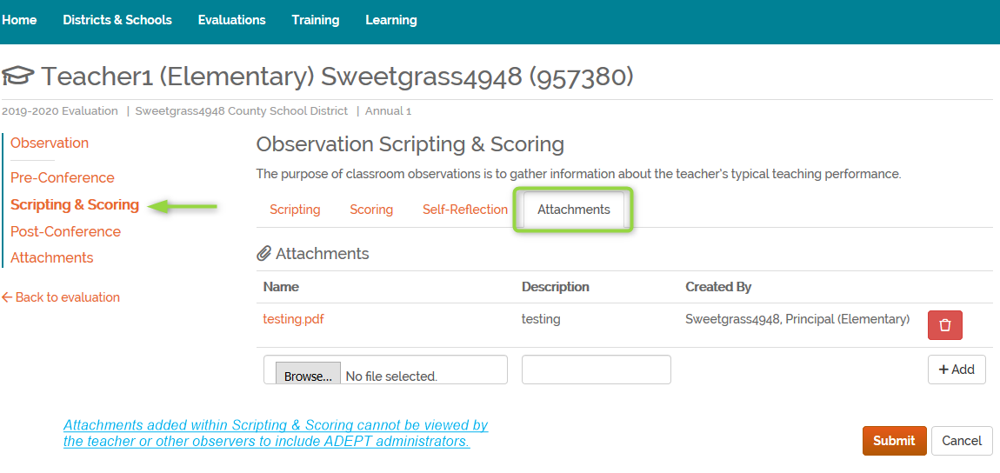 Home Districts & Schools Evaluations Training Learning
Teacher1 (Elementary) Sweetgrass4948 (957380)
2019-2020 Evaluation | Sweetgrass4948 County School District | Annual 1
Observation
Pre-Conference
Scripting & Scoring
Post-Conference
Attachments
Back to evaluation
Observation Scripting & Scoring
The purpose of classroom observations is to gather information about the teacher's typical teaching performance.
Scripting Scoring Self-Reflection Attachments
Attachments
Name Description Created By
testing.pdf testing Sweetgrass4948, Principal (Elementary)
Browse... No file selected. + Add
Attachments added within Scripting & Scoring cannot be viewed by
the teacher or other observers to include ADEPT administrators.
Submit Cancel